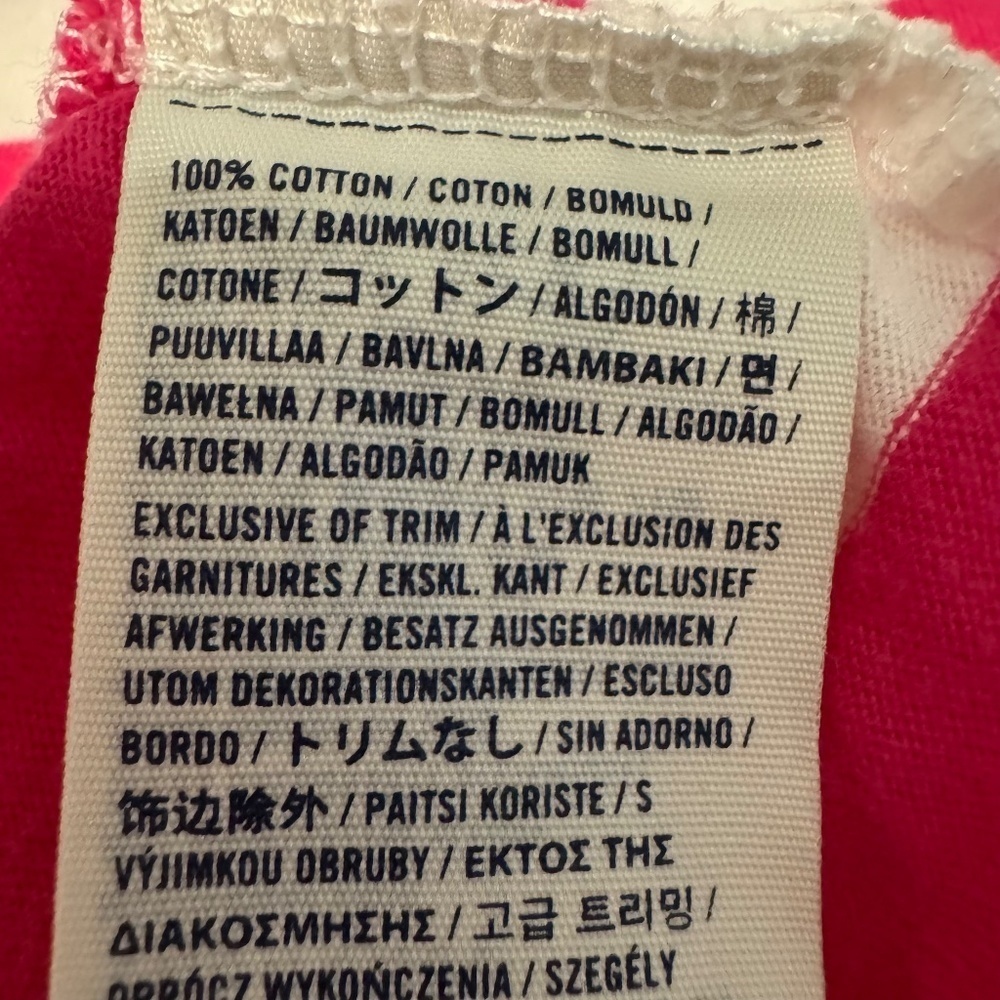 100% COTTON / COTON / BOMULD /
KATOEN / BAUMWOLLE / BOMULL /
COTONE / コットン / ALGODÓN / 棉 /
PUUVILLAA / BAVLNA / BAMBAKI / 면 /
BAWEŁNA / PAMUT / BOMULL / ALGODÃO /
KATOEN / ALGODÃO / PAMUK
EXCLUSIVE OF TRIM / À L'EXCLUSION DES
GARNITURES / EKSKL. KANT / EXCLUSIEF
AFWERKING / BESATZ AUSGENOMMEN /
UTOM DEKORATIONSKANTEN / ESCLUSO
BORDO / トリムなし / SIN ADORNO /
饰边除外 / PAITSI KORISTE / S
VÝJIMKOU OBRUBY / ΕΚΤΟΣ ΤΗΣ
ΔΙΑΚΟΣΜΗΣΗΣ / 고급 트리밍 /
OPRÓCZ WYKOŃCZENIA / SZEGÉLY